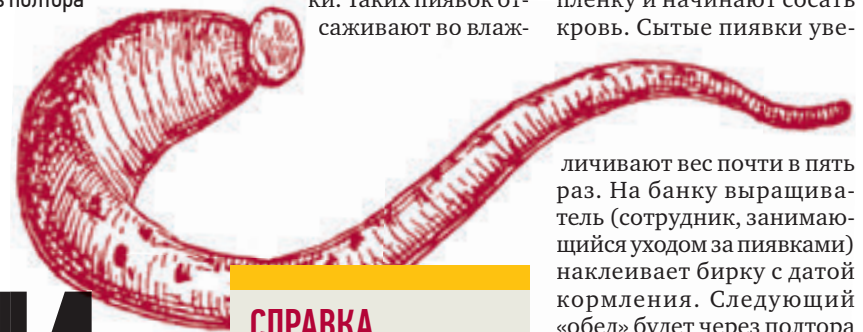 полтора
ки. Таких пиявок от-
саживают во влаж-
пленку и начинают сосать
кровь. Сытые пиявки уве-
личивают вес почти в пять
раз. На банку выращива-
тель (сотрудник, занимаю-
щийся уходом за пиявками)
наклеивает бирку с датой
кормления. Следующий
«обед» будет через полтора
СПРАВКА